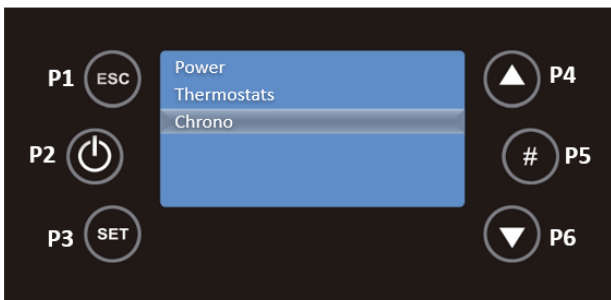 P1 ESC
Power
Thermostats
Chrono
P4
P2
# P5
P3 SET
P6